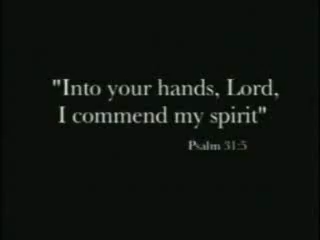 "Into your hands, Lord,
I commend my spirit"
Psalm 31:5